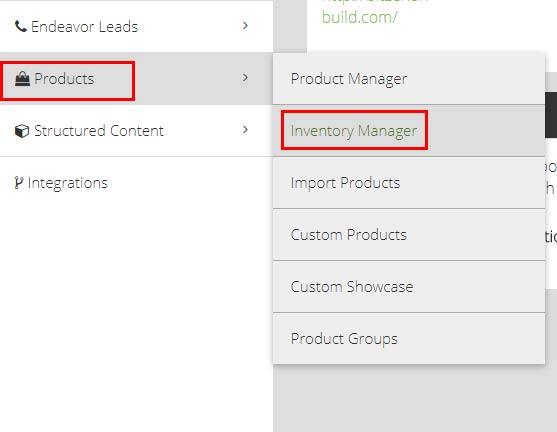 Endeavor Leads
build.com/
Products
Product Manager
Structured Content
Inventory Manager
Integrations
Import Products
Custom Products
Custom Showcase
Product Groups